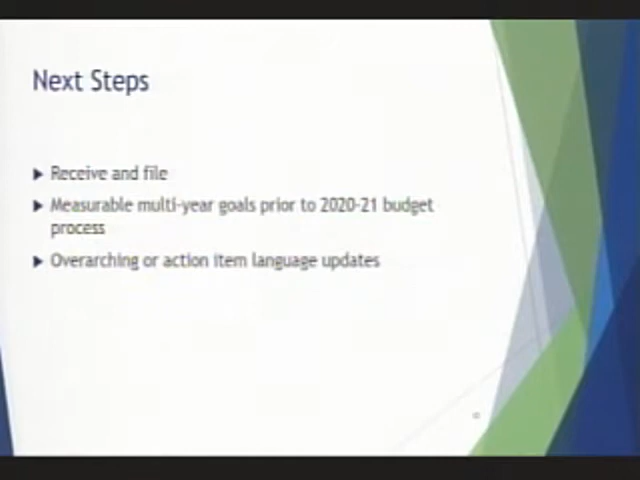 Next Steps
Receive and file
Measurable multi-year goals prior to 2020-21 budget
process
Overarching or action item language updates